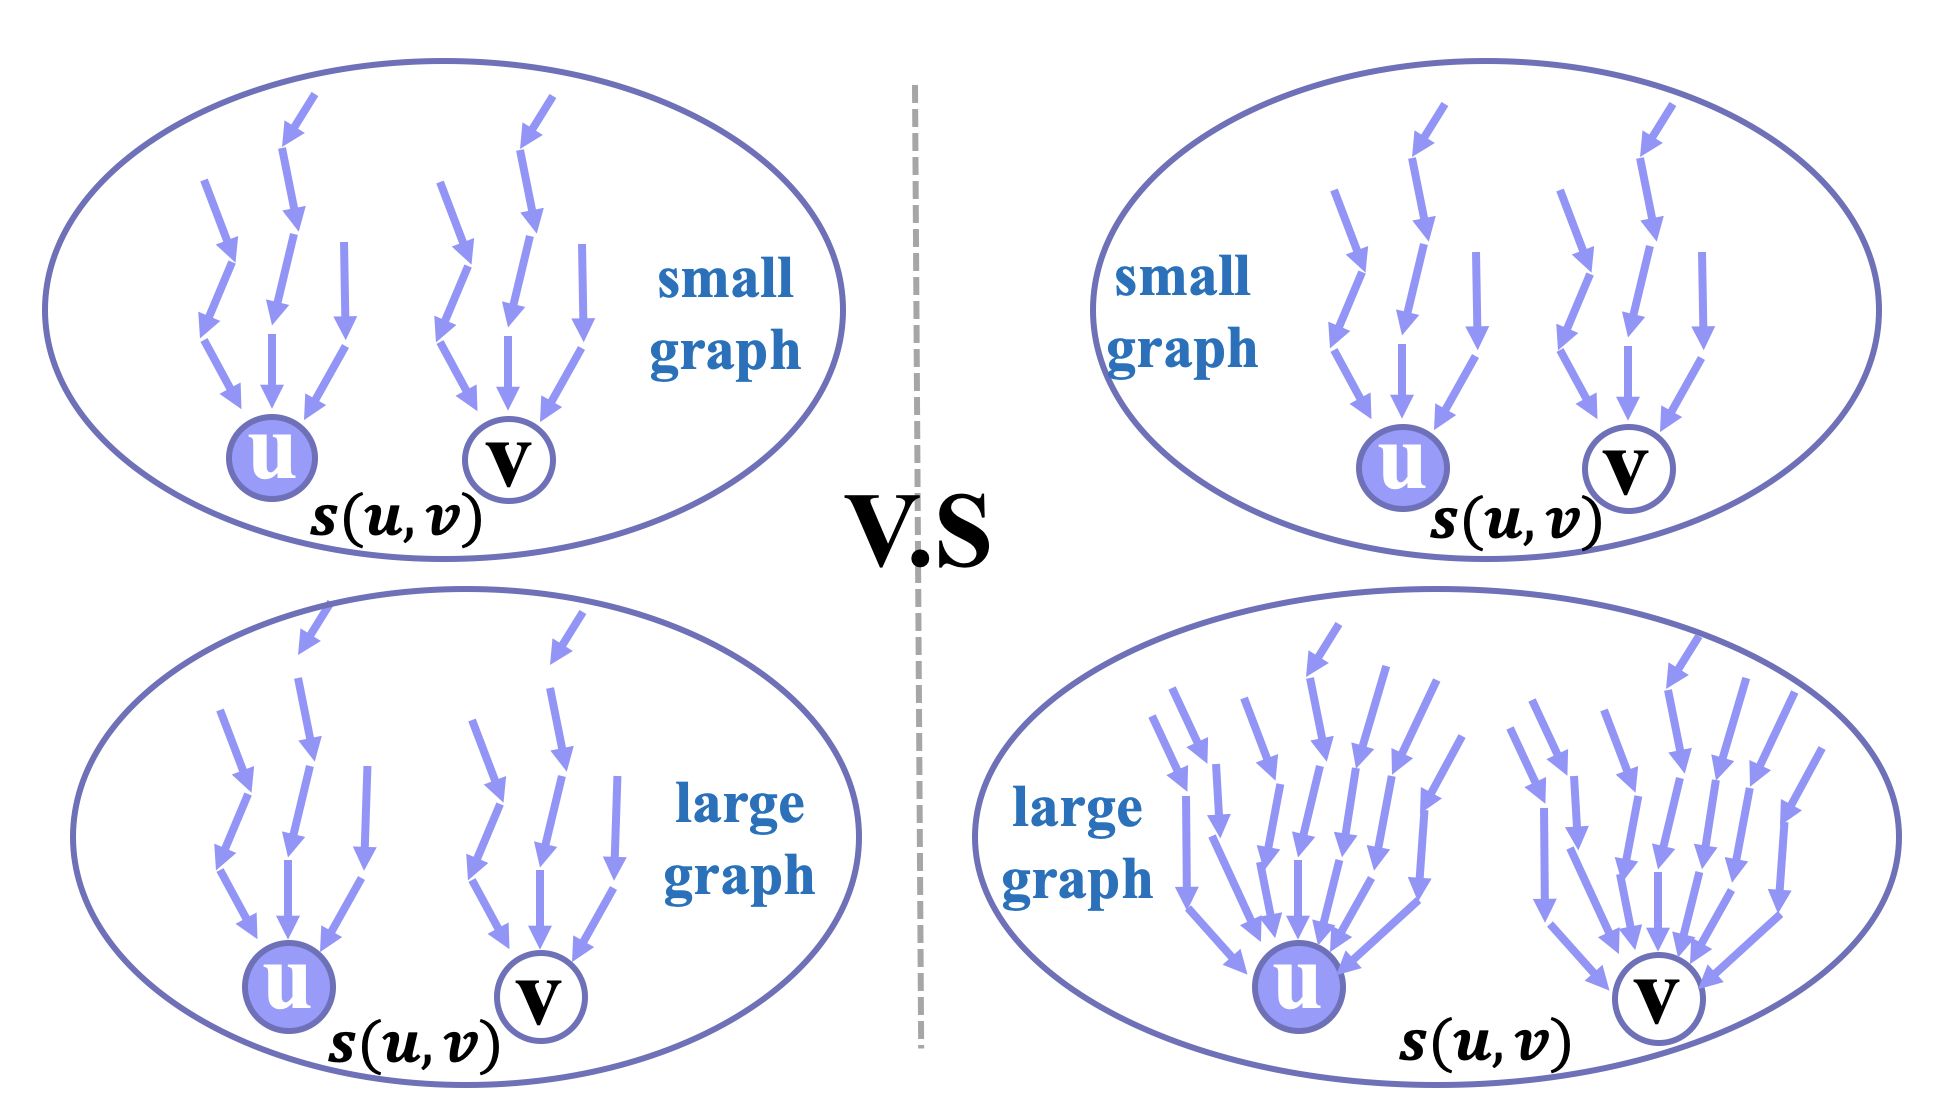 small
graph
u
v
s(u, v)
small
graph
u
v
s(u, v)
V.S
large
graph
u
v
s(u, v)
large
graph
u
v
s(u, v)